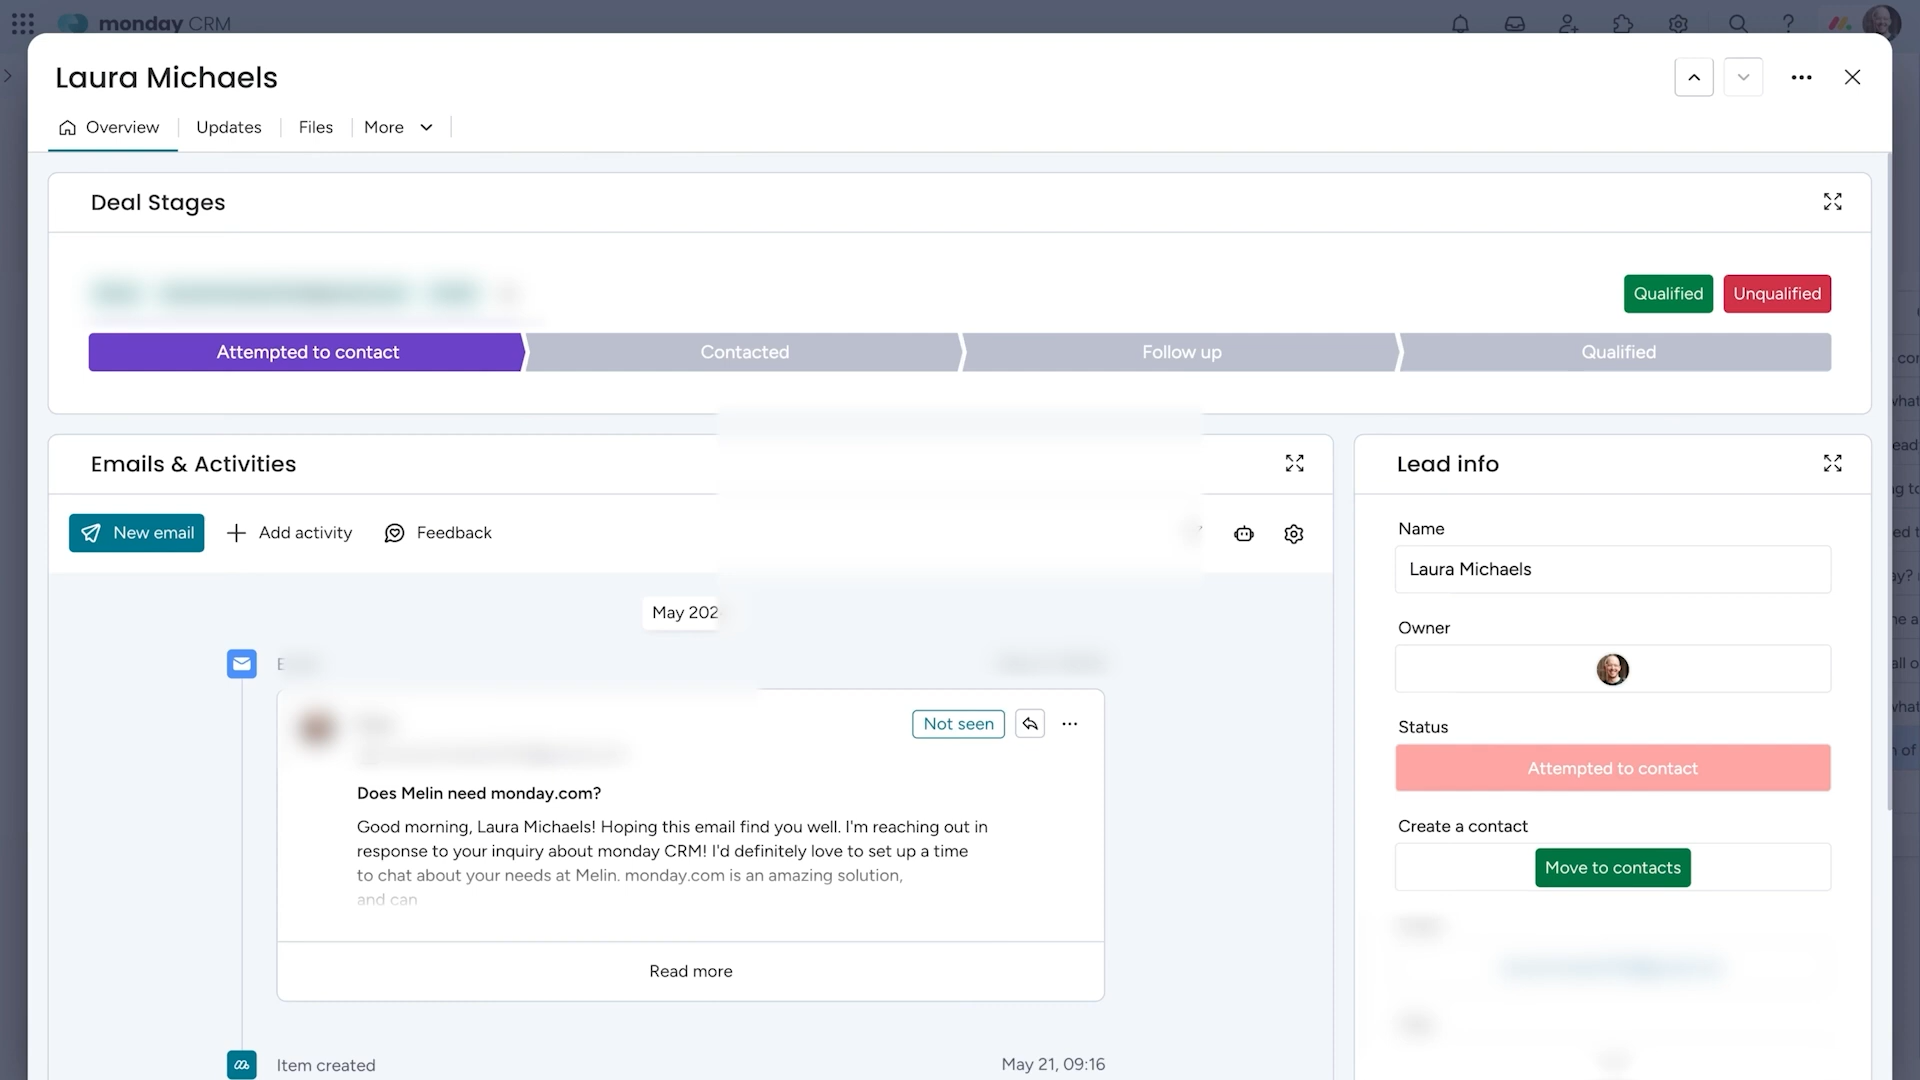 monday CRM
Laura Michaels
Overview
Updates
Files
More
Deal Stages
Qualified
Unqualified
Attempted to contact
Contacted
Follow up
Qualified
Emails & Activities
New email
Add activity
Feedback
May 202
E
Not seen
Does Melin need monday.com?
Good morning, Laura Michaels! Hoping this email find you well. I'm reaching out in
response to your inquiry about monday CRM! I'd definitely love to set up a time
to chat about your needs at Melin. monday.com is an amazing solution,
and can
Read more
Item created
May 21, 09:16
Lead info
Name
Laura Michaels
Owner
Status
Attempted to contact
Create a contact
Move to contacts